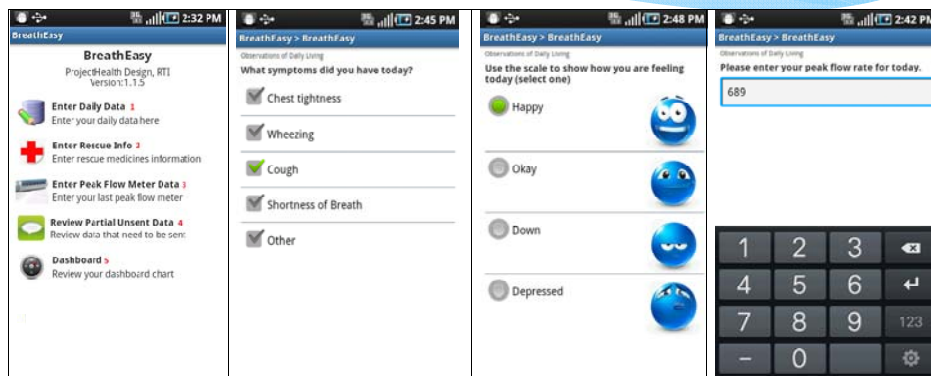 2:32 PM
BreathEasy
BreathEasy
ProjectHealth Design, RTI
Version:1.1.5
Enter Daily Data 1
Enter your daily data here
Enter Rescue Info 2
Enter rescue medicines information
Enter Peak Flow Meter Data 3
Enter your last peak flow meter
Review Partial Unsent Data 4
Review data that need to be sent
Dashboard 5
Review your dashboard chart
2:45 PM
BreathEasy > BreathEasy
Observations of Daily Living
What symptoms did you have today?
Chest tightness
Wheezing
Cough
Shortness of Breath
Other
2:48 PM
BreathEasy > BreathEasy
Observations of Daily Living
Use the scale to show how you are feeling
today (select one)
Happy
Okay
Down
Depressed
2:42 PM
BreathEasy > BreathEasy
Observations of Daily Living
Please enter your peak flow rate for today.
689
1 2 3
4 5 6
7 8 9 123
- 0